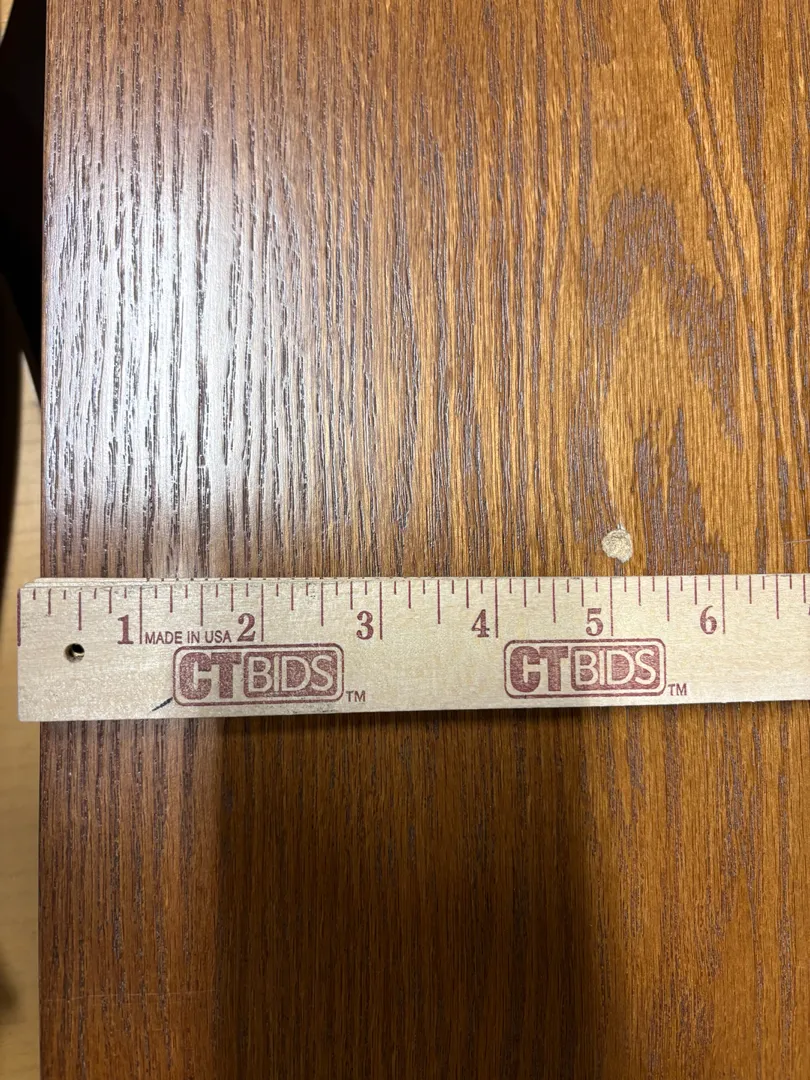 1 2 3 4 5 6
MADE IN USA
CTBIDS™ CTBIDS™